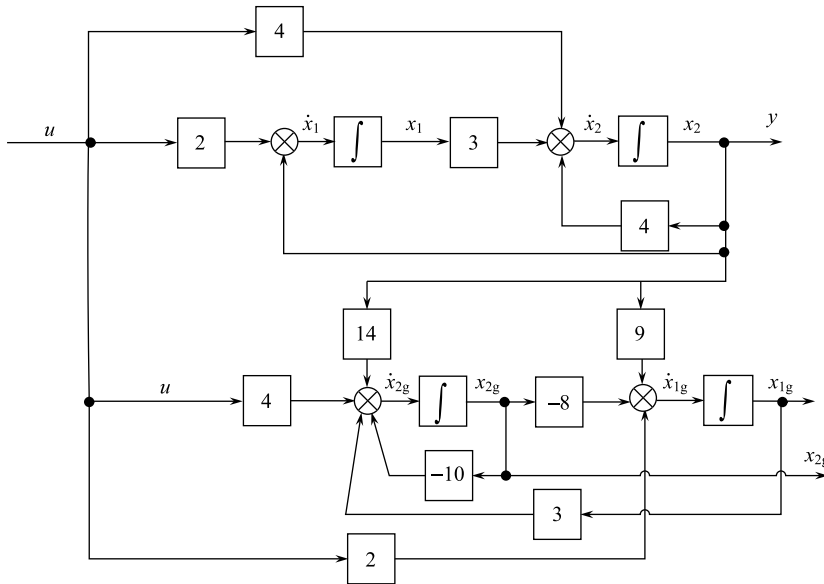 4
u
2
ẋ₁
∫
x₁
3
ẋ₂
∫
x₂
y
4
14
9
u
4
ẋ₂g
∫
x₂g
−8
ẋ₁g
∫
x₁g
−10
x₂g
3
2